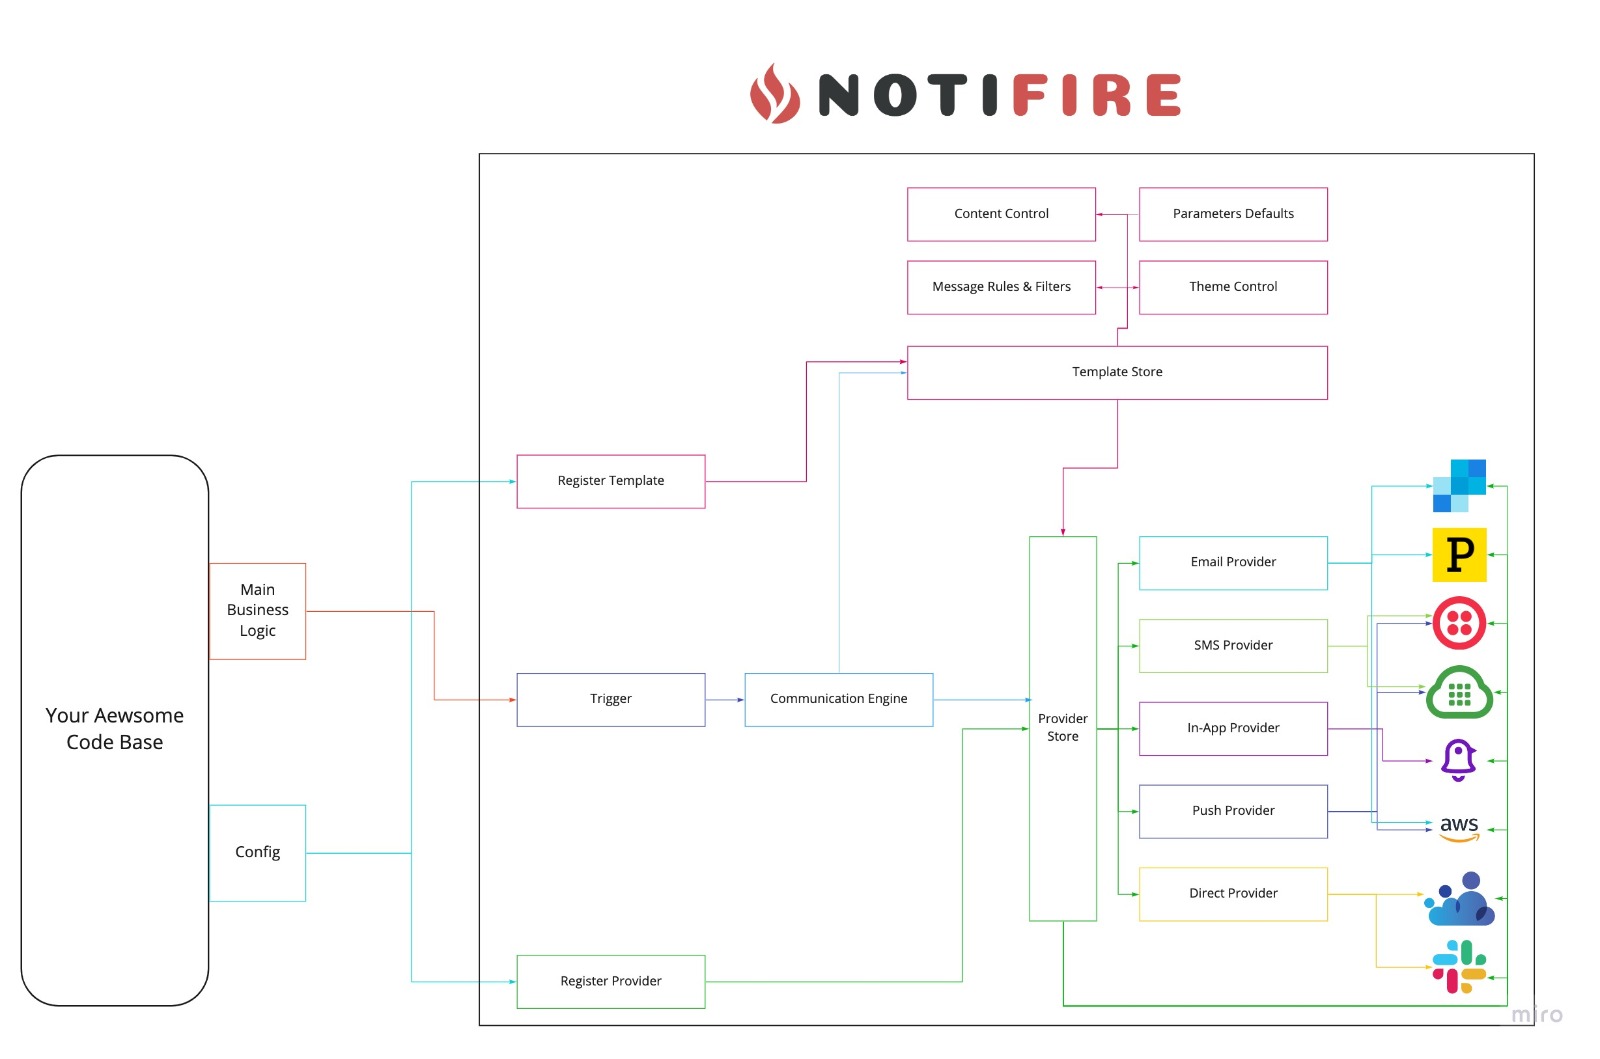 NOTIFIRE
Content Control
Parameters Defaults
Message Rules & Filters
Theme Control
Template Store
Register Template
Main
Business
Logic
Your Aewsome
Code Base
Trigger
Communication Engine
Provider
Store
Email Provider
SMS Provider
In-App Provider
Push Provider
Direct Provider
Config
Register Provider
P
aws
miro